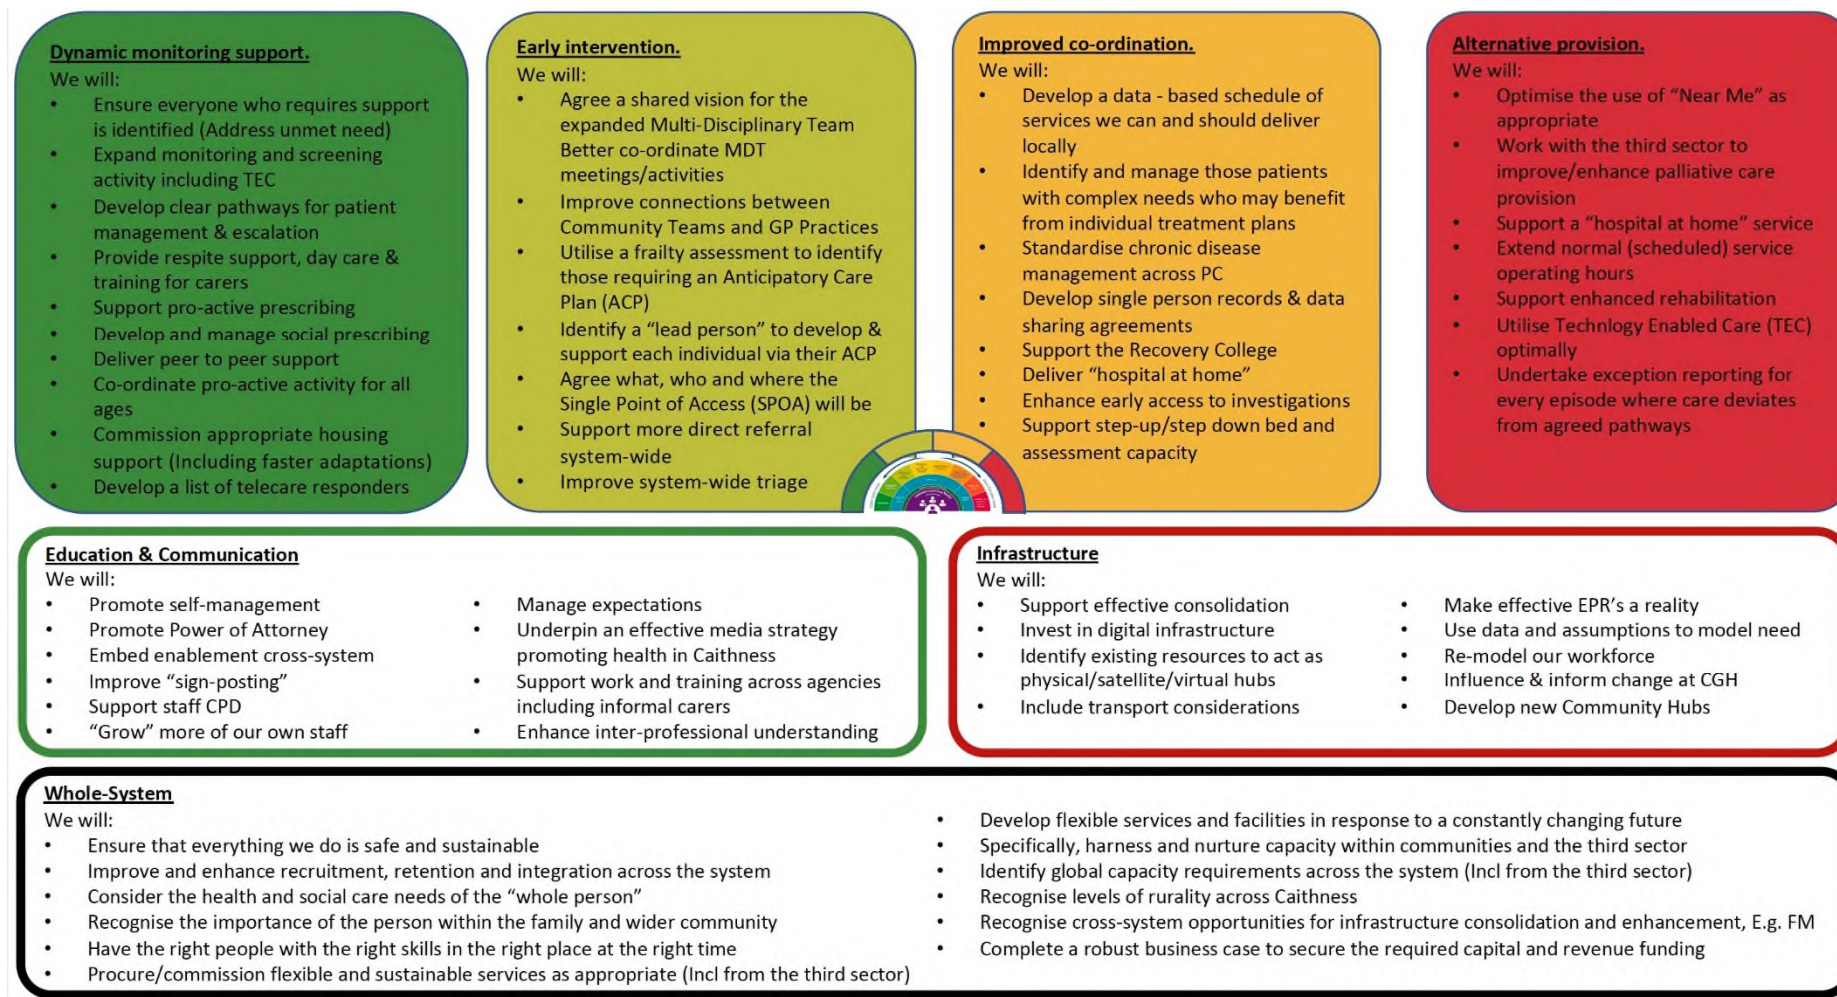 Dynamic monitoring support.
We will:
• Ensure everyone who requires support
is identified (Address unmet need)
• Expand monitoring and screening
activity including TEC
• Develop clear pathways for patient
management & escalation
• Provide respite support, day care &
training for carers
• Support pro-active prescribing
• Develop and manage social prescribing
• Deliver peer to peer support
• Co-ordinate pro-active activity for all
ages
• Commission appropriate housing
support (Including faster adaptations)
• Develop a list of telecare responders
Early intervention.
We will:
• Agree a shared vision for the
expanded Multi-Disciplinary Team
Better co-ordinate MDT
meetings/activities
• Improve connections between
Community Teams and GP Practices
• Utilise a frailty assessment to identify
those requiring an Anticipatory Care
Plan (ACP)
• Identify a “lead person” to develop &
support each individual via their ACP
• Agree what, who and where the
Single Point of Access (SPOA) will be
• Support more direct referral
system-wide
• Improve system-wide triage
Improved co-ordination.
We will:
• Develop a data - based schedule of
services we can and should deliver
locally
• Identify and manage those patients
with complex needs who may benefit
from individual treatment plans
• Standardise chronic disease
management across PC
• Develop single person records & data
sharing agreements
• Support the Recovery College
• Deliver “hospital at home”
• Enhance early access to investigations
• Support step-up/step down bed and
assessment capacity
Alternative provision.
We will:
• Optimise the use of “Near Me” as
appropriate
• Work with the third sector to
improve/enhance palliative care
provision
• Support a “hospital at home” service
• Extend normal (scheduled) service
operating hours
• Support enhanced rehabilitation
• Utilise Technlogy Enabled Care (TEC)
optimally
• Undertake exception reporting for
every episode where care deviates
from agreed pathways
Education & Communication
We will:
• Promote self-management
• Promote Power of Attorney
• Embed enablement cross-system
• Improve “sign-posting”
• Support staff CPD
• “Grow” more of our own staff
• Manage expectations
• Underpin an effective media strategy
promoting health in Caithness
• Support work and training across agencies
including informal carers
• Enhance inter-professional understanding
Infrastructure
We will:
• Support effective consolidation
• Invest in digital infrastructure
• Identify existing resources to act as
physical/satellite/virtual hubs
• Include transport considerations
• Make effective EPR’s a reality
• Use data and assumptions to model need
• Re-model our workforce
• Influence & inform change at CGH
• Develop new Community Hubs
Whole-System
We will:
• Ensure that everything we do is safe and sustainable
• Improve and enhance recruitment, retention and integration across the system
• Consider the health and social care needs of the “whole person”
• Recognise the importance of the person within the family and wider community
• Have the right people with the right skills in the right place at the right time
• Procure/commission flexible and sustainable services as appropriate (Incl from the third sector)
• Develop flexible services and facilities in response to a constantly changing future
• Specifically, harness and nurture capacity within communities and the third sector
• Identify global capacity requirements across the system (Incl from the third sector)
• Recognise levels of rurality across Caithness
• Recognise cross-system opportunities for infrastructure consolidation and enhancement, E.g. FM
• Complete a robust business case to secure the required capital and revenue funding